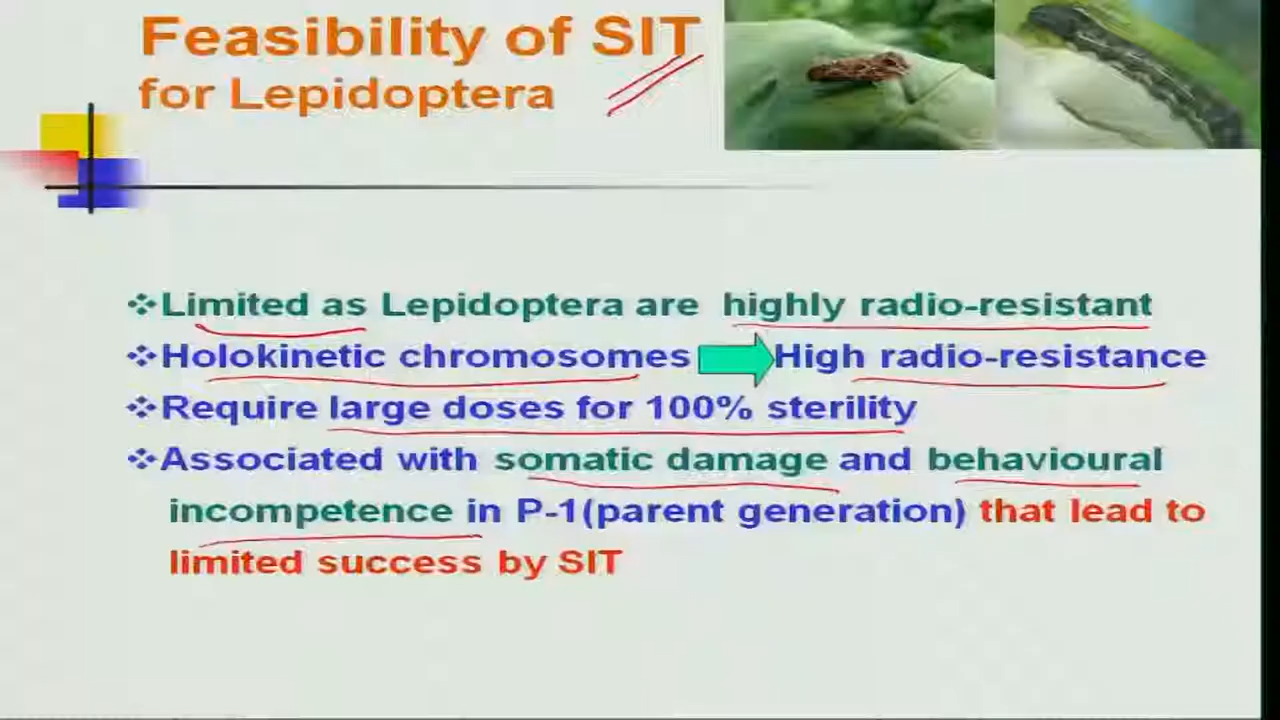 Feasibility of SIT
for Lepidoptera
❖Limited as Lepidoptera are highly radio-resistant
❖Holokinetic chromosomes High radio-resistance
❖Require large doses for 100% sterility
❖Associated with somatic damage and behavioural
incompetence in P-1(parent generation) that lead to
limited success by SIT